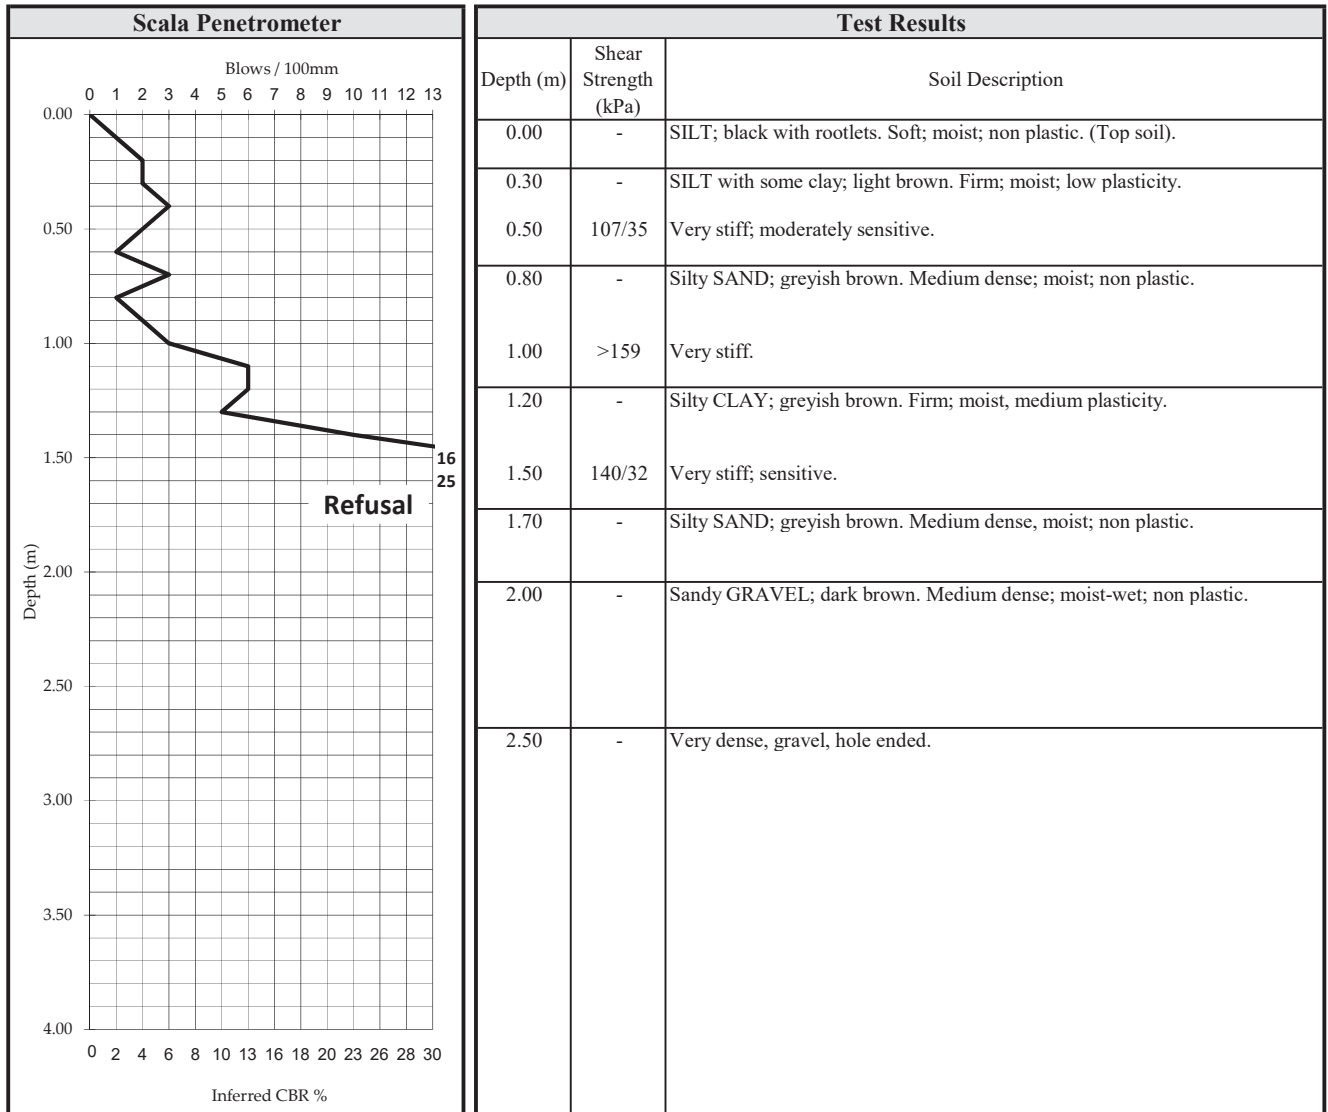 Scala Penetrometer
Blows / 100mm
0 1 2 3 4 5 6 7 8 9 10 11 12 13
0.00
0.50
1.00
1.50
16
25
Refusal
2.00
2.50
3.00
3.50
4.00
Depth (m)
0 2 4 6 8 10 13 16 18 20 23 26 28 30
Inferred CBR %
Test Results
Depth (m) Shear Strength (kPa) Soil Description
0.00 - SILT; black with rootlets. Soft; moist; non plastic. (Top soil).
0.30 - SILT with some clay; light brown. Firm; moist; low plasticity.
0.50 107/35 Very stiff; moderately sensitive.
0.80 - Silty SAND; greyish brown. Medium dense; moist; non plastic.
1.00 >159 Very stiff.
1.20 - Silty CLAY; greyish brown. Firm; moist, medium plasticity.
1.50 140/32 Very stiff; sensitive.
1.70 - Silty SAND; greyish brown. Medium dense, moist; non plastic.
2.00 - Sandy GRAVEL; dark brown. Medium dense; moist-wet; non plastic.
2.50 - Very dense, gravel, hole ended.